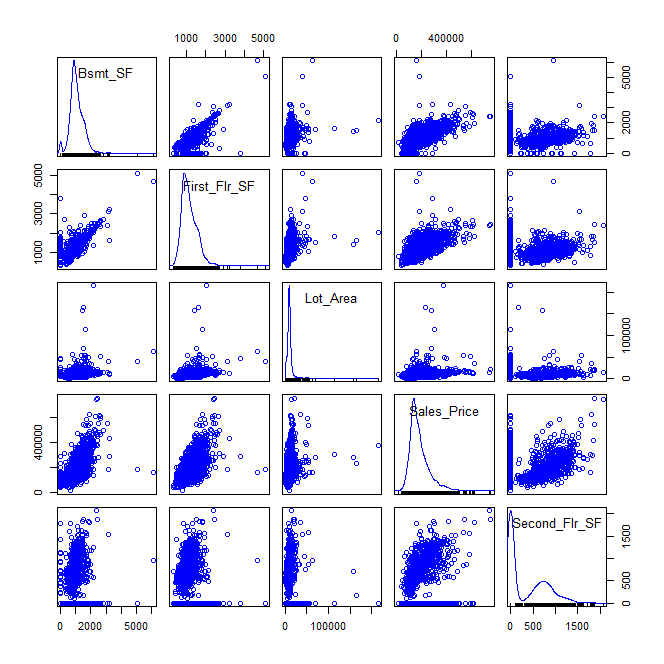 1000 3000 5000 0 400000
Bsmt_SF
0 2000 5000
First_Flr_SF
1000 3000 5000
Lot_Area
0 100000
Sales_Price
0 400000
Second_Flr_SF
0 500 1500
0 2000 5000 0 100000 0 500 1500